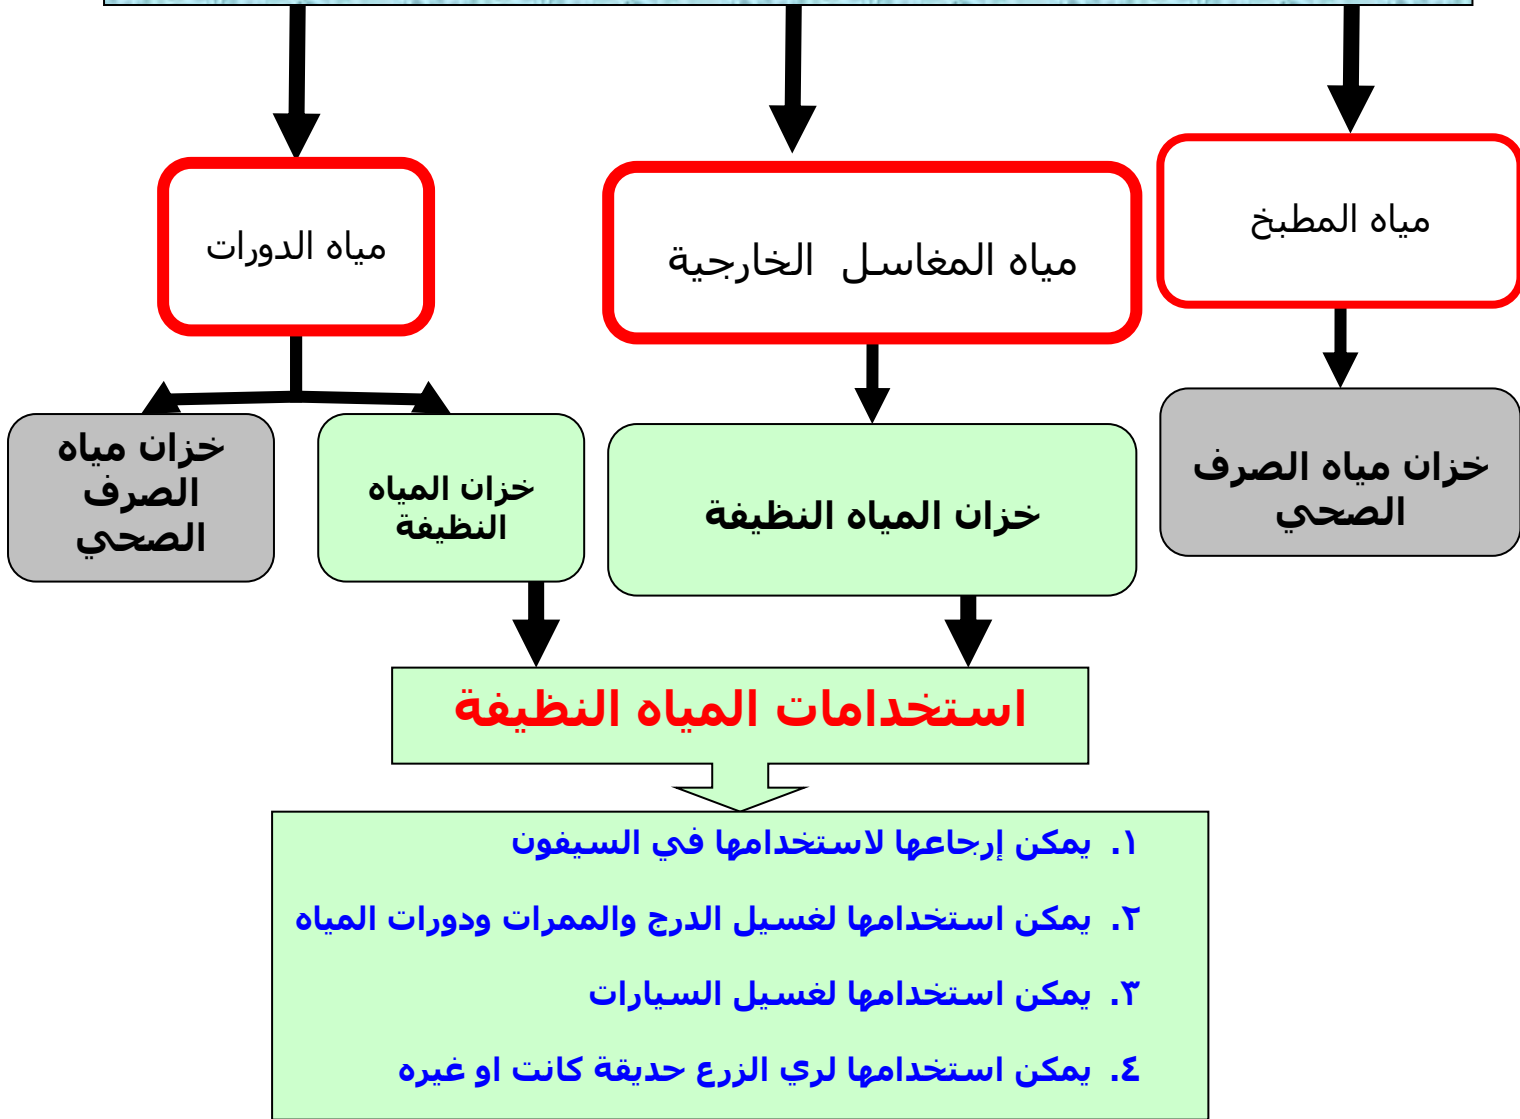 مياه المطبخ
مياه المغاسل الخارجية
مياه الدورات
خزان مياه الصرف
الصحي
خزان المياه النظيفة
خزان المياه
النظيفة
خزان مياه
الصرف
الصحي
استخدامات المياه النظيفة
١. يمكن إرجاعها لاستخدامها في السيفون
٢. يمكن استخدامها لغسيل الدرج والممرات ودورات المياه
٣. يمكن استخدامها لغسيل السيارات
٤. يمكن استخدامها لري الزرع حديقة كانت او غيره